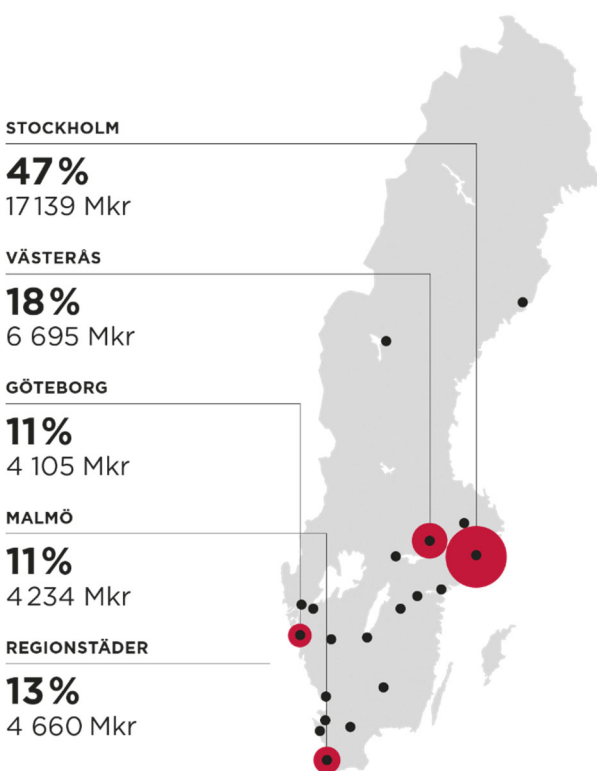 STOCKHOLM
47%
17 139 Mkr
VÄSTERÅS
18%
6 695 Mkr
GÖTEBORG
11%
4 105 Mkr
MALMÖ
11%
4 234 Mkr
REGIONSTÄDER
13%
4 660 Mkr